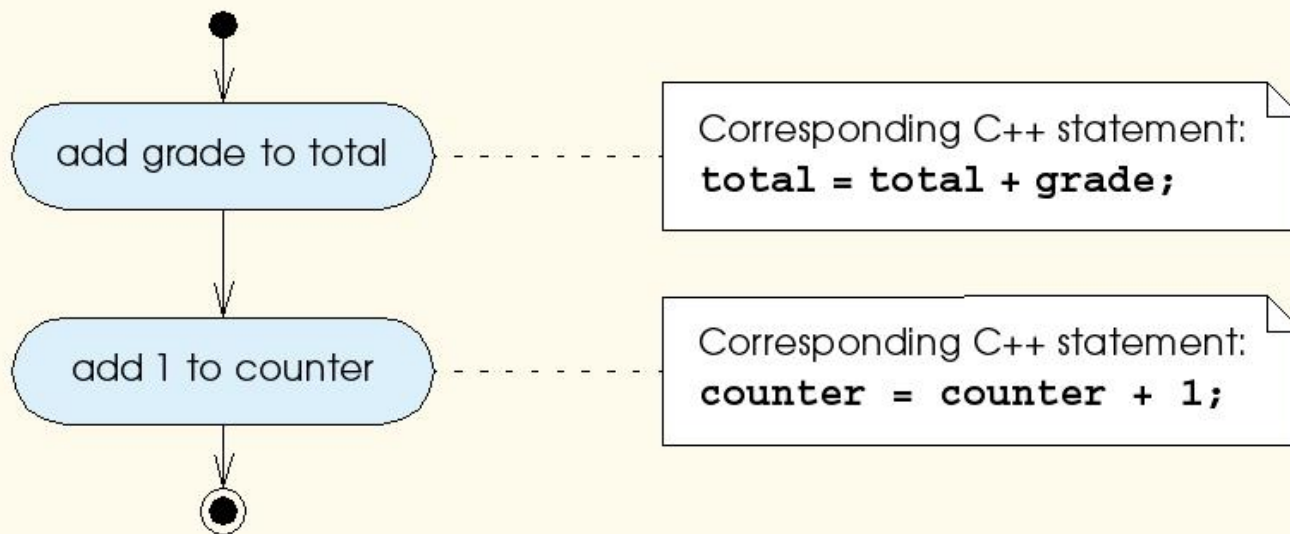 add grade to total
Corresponding C++ statement:
total = total + grade;
add 1 to counter
Corresponding C++ statement:
counter = counter + 1;